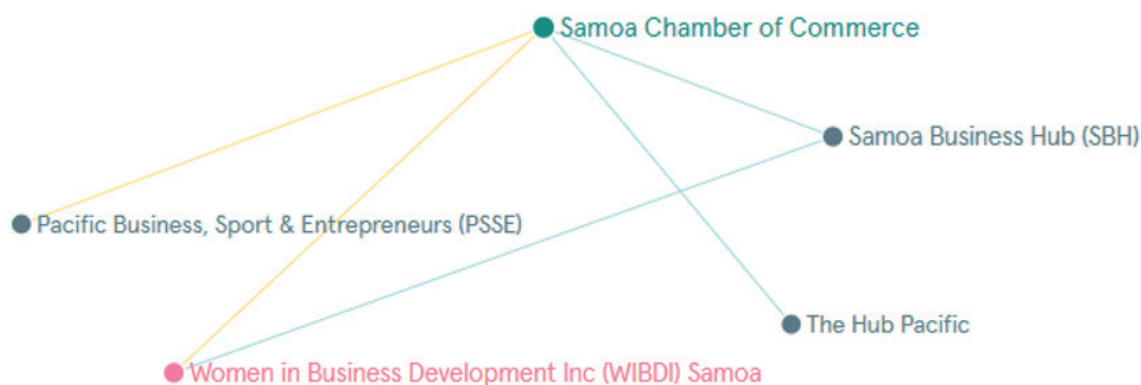 Samoa Chamber of Commerce
Samoa Business Hub (SBH)
Pacific Business, Sport & Entrepreneurs (PSSE)
The Hub Pacific
Women in Business Development Inc (WIBDI) Samoa